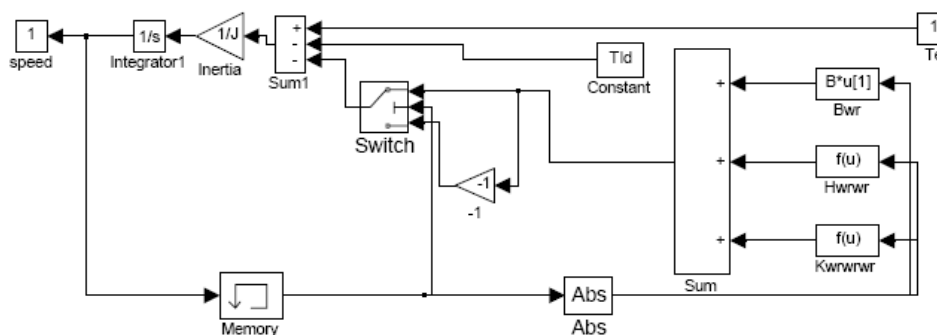 1
speed
1/s
Integrator1
1/J
Inertia
+
-
-
Sum1
Tld
Constant
1
Te
Switch
-1
-1
+
+
+
Sum
B*u[1]
Bwr
f(u)
Hwrwr
f(u)
Kwrwrwr
Memory
Abs
Abs